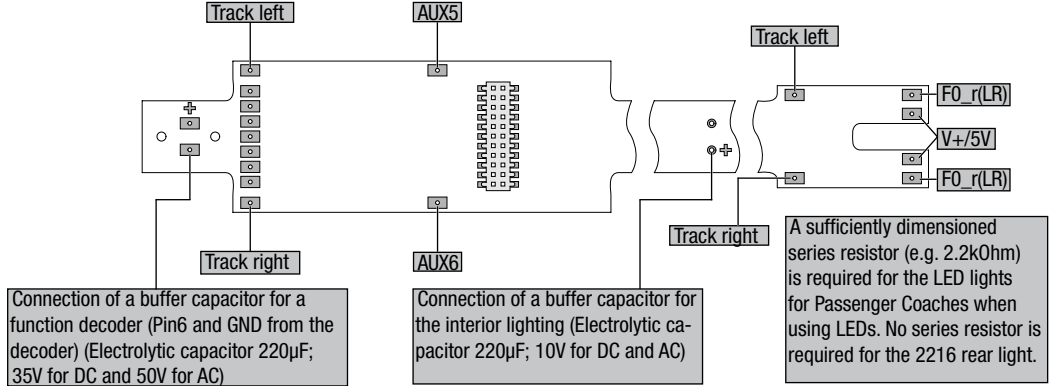 Track left
AUX5
Track left
F0_r(LR)
V+/5V
F0_r(LR)
Track right
AUX6
Track right
Connection of a buffer capacitor for a
function decoder (Pin6 and GND from the
decoder) (Electrolytic capacitor 220µF;
35V for DC and 50V for AC)
Connection of a buffer capacitor for
the interior lighting (Electrolytic ca-
pacitor 220µF; 10V for DC and AC)
A sufficiently dimensioned
series resistor (e.g. 2.2kOhm)
is required for the LED lights
for Passenger Coaches when
using LEDs. No series resistor is
required for the 2216 rear light.